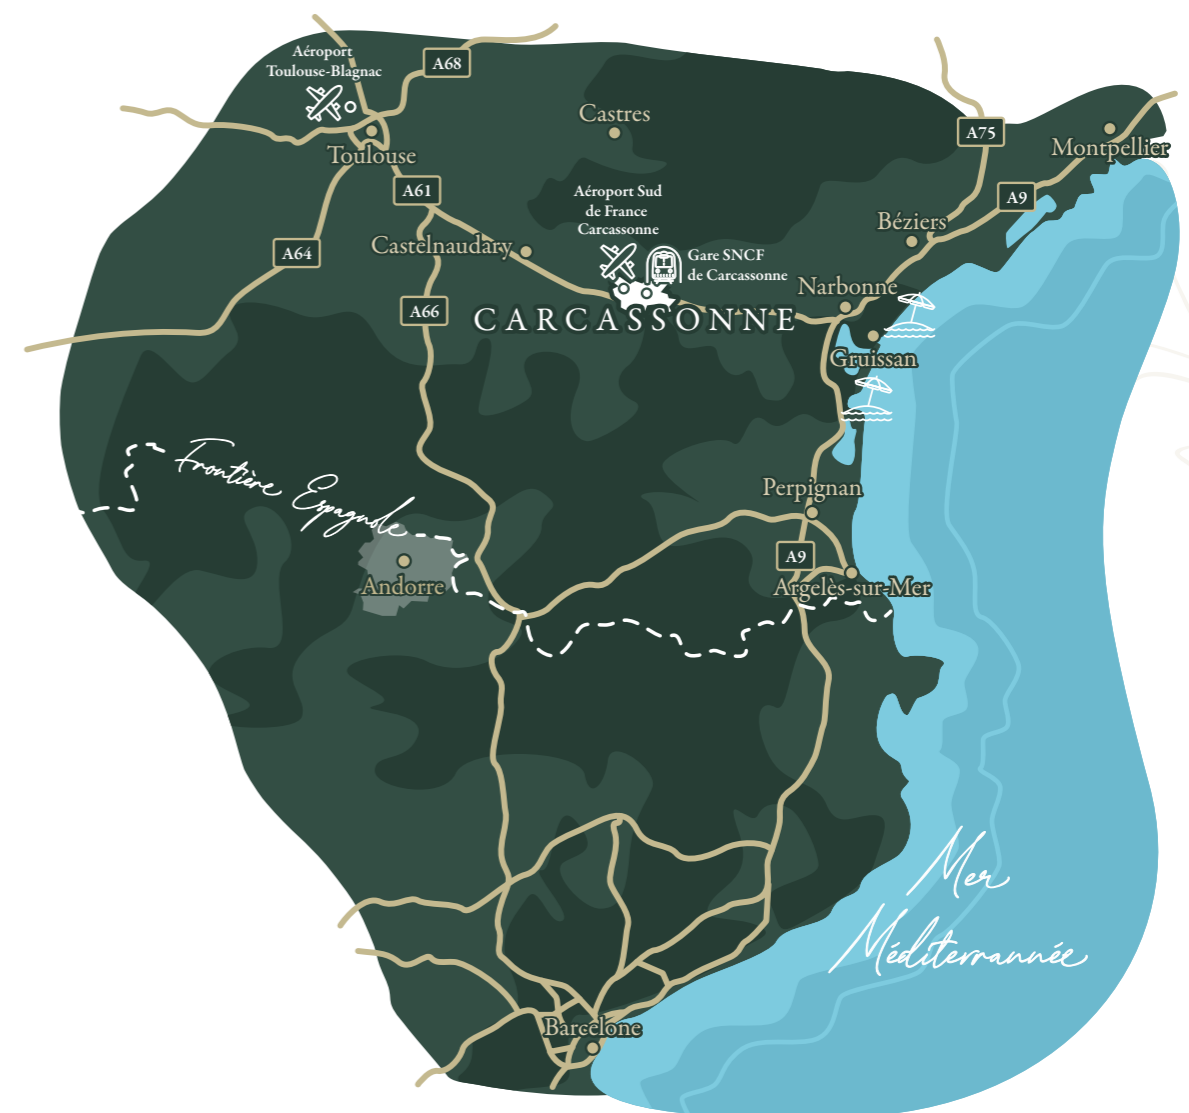 Aéroport
Toulouse-Blagnac
A68
Castres
A75
Montpellier
Toulouse
A61
Aéroport Sud
de France
Carcassonne
A9
Béziers
A64
Castelnaudary
Gare SNCF
de Carcassonne
Narbonne
A66
CARCASSONNE
Gruissan
Frontière Espagnole
Perpignan
A9
Andorre
Argelès-sur-Mer
Mer
Méditerrannée
Barcelone